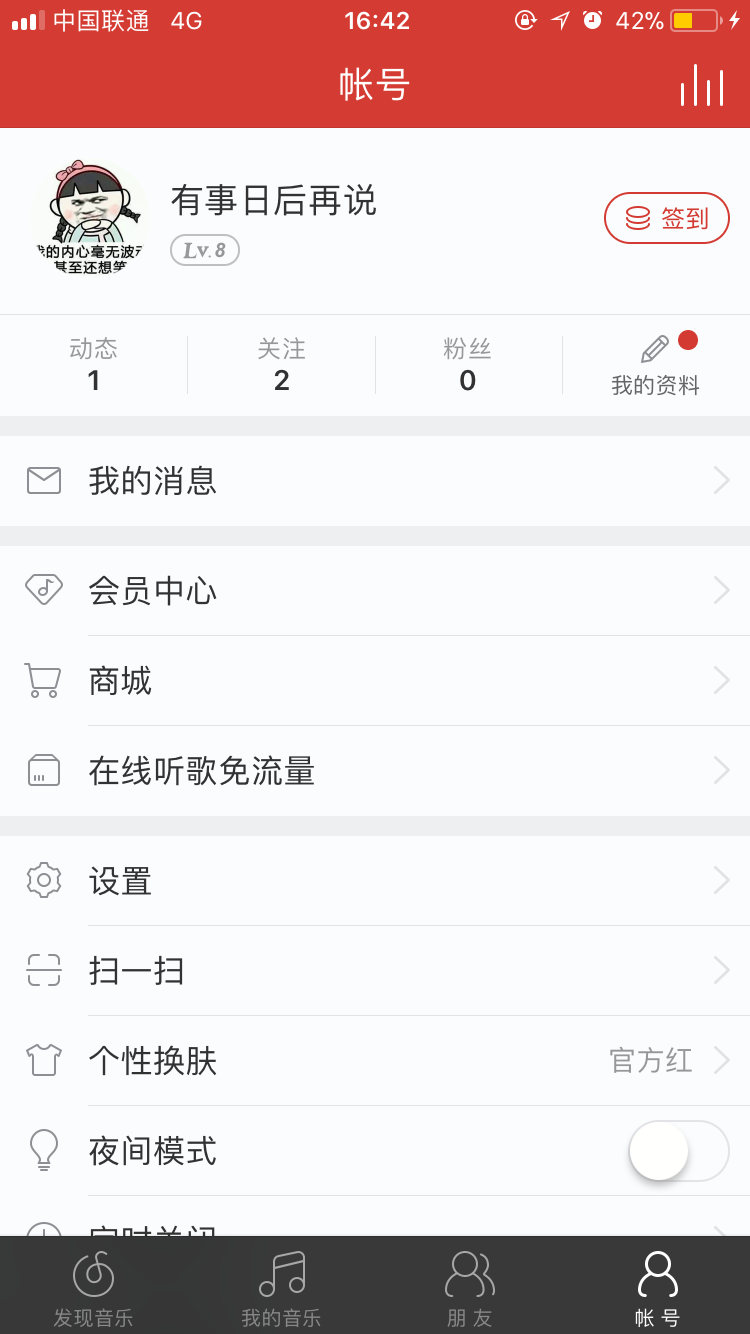 中国联通 4G 16:42 42%
帐号
有事日后再说
Lv.8
签到
我的内心毫无波动
甚至还想笑
动态 关注 粉丝
1 2 0 我的资料
我的消息
会员中心
商城
在线听歌免流量
设置
扫一扫
个性换肤 官方红
夜间模式
定时关闭
发现音乐 我的音乐 朋友 帐号